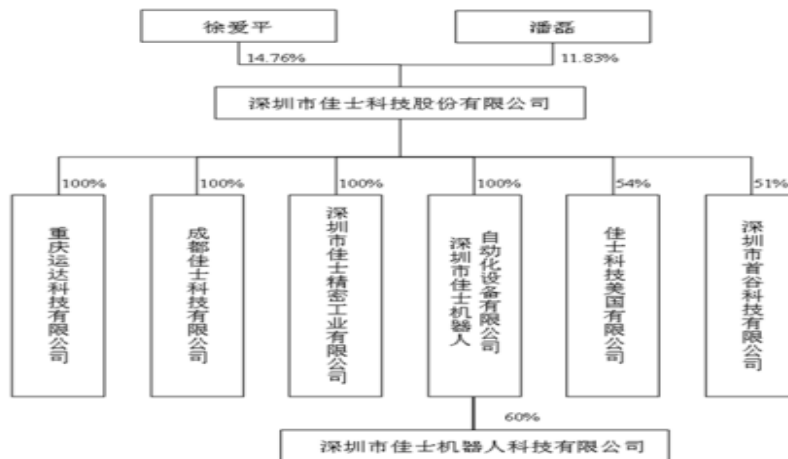 徐爱平
潘磊
14.76%
11.83%
深圳市佳士科技股份有限公司
100%
100%
100%
100%
54%
51%
重庆运达科技有限公司
成都佳士科技有限公司
深圳市佳士精密工业有限公司
深圳市佳士机器人
自动化设备有限公司
佳士科技美国有限公司
深圳市首谷科技有限公司
60%
深圳市佳士机器人科技有限公司